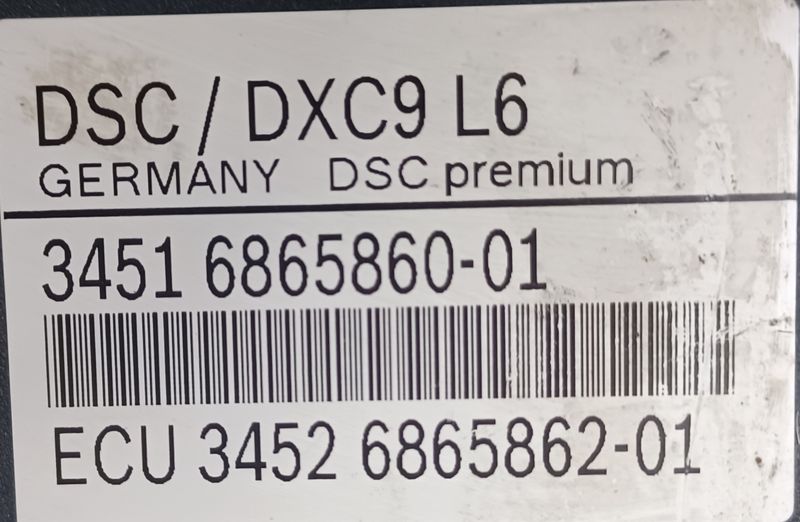 DSC / DXC9 L6
GERMANY DSC premium
3451 6865860-01
ECU 3452 6865862-01